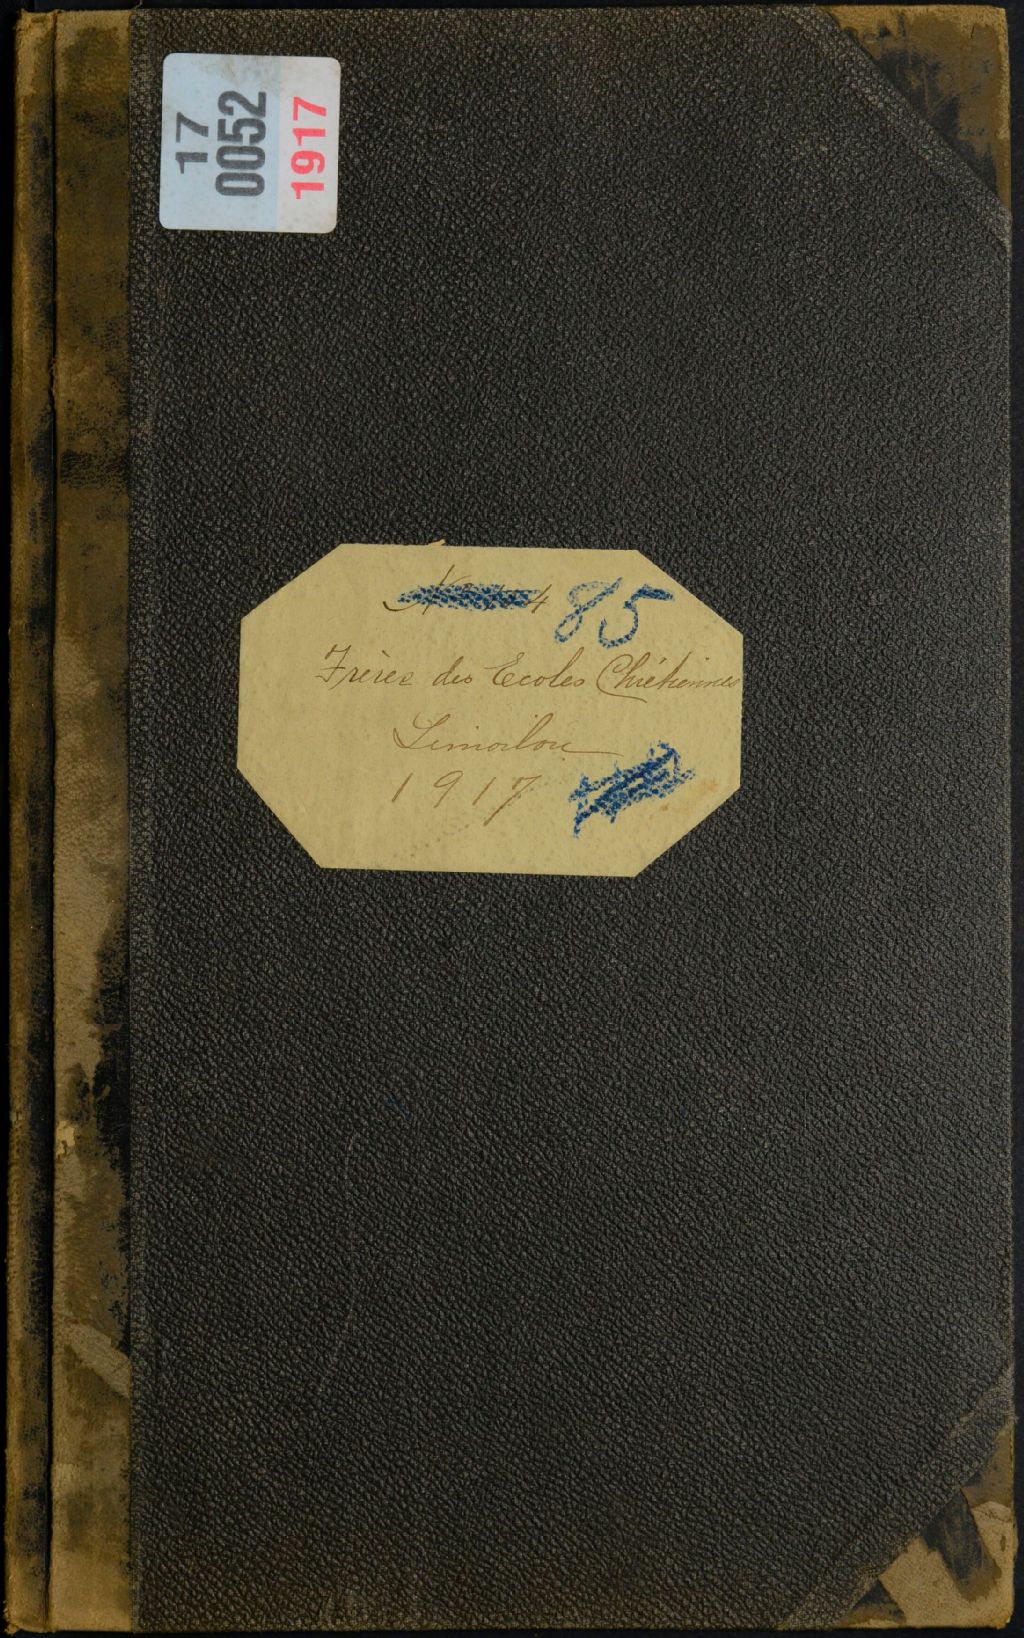 17
0052
1917
85
Frères des Ecoles Chrétiennes
Limoilou
1917